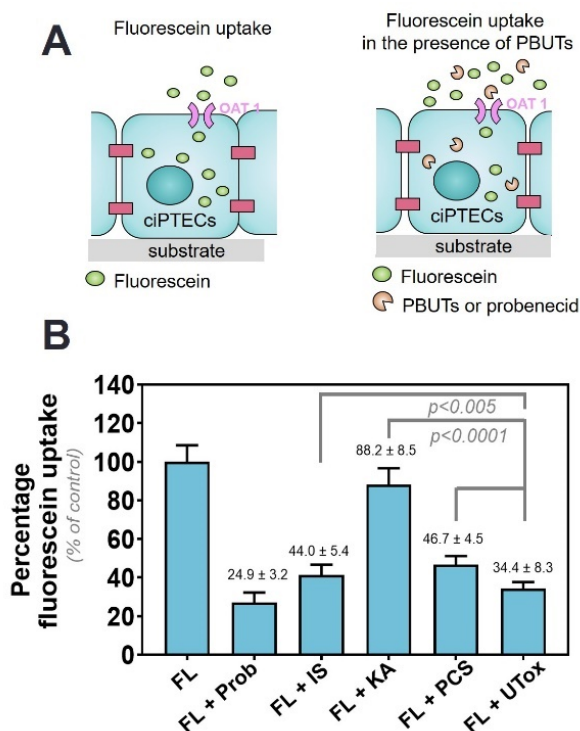 A
Fluorescein uptake
OAT 1
ciPTECs
substrate
Fluorescein
Fluorescein uptake
in the presence of PBUTs
OAT 1
ciPTECs
substrate
Fluorescein
PBUTs or probenecid
B
Percentage
fluorescein uptake
(% of control)
140
120
100
80
60
40
20
0
p<0.005
p<0.0001
24.9 ± 3.2
44.0 ± 5.4
88.2 ± 8.5
46.7 ± 4.5
34.4 ± 8.3
FL
FL + Prob
FL + IS
FL + KA
FL + PCS
FL + UTox